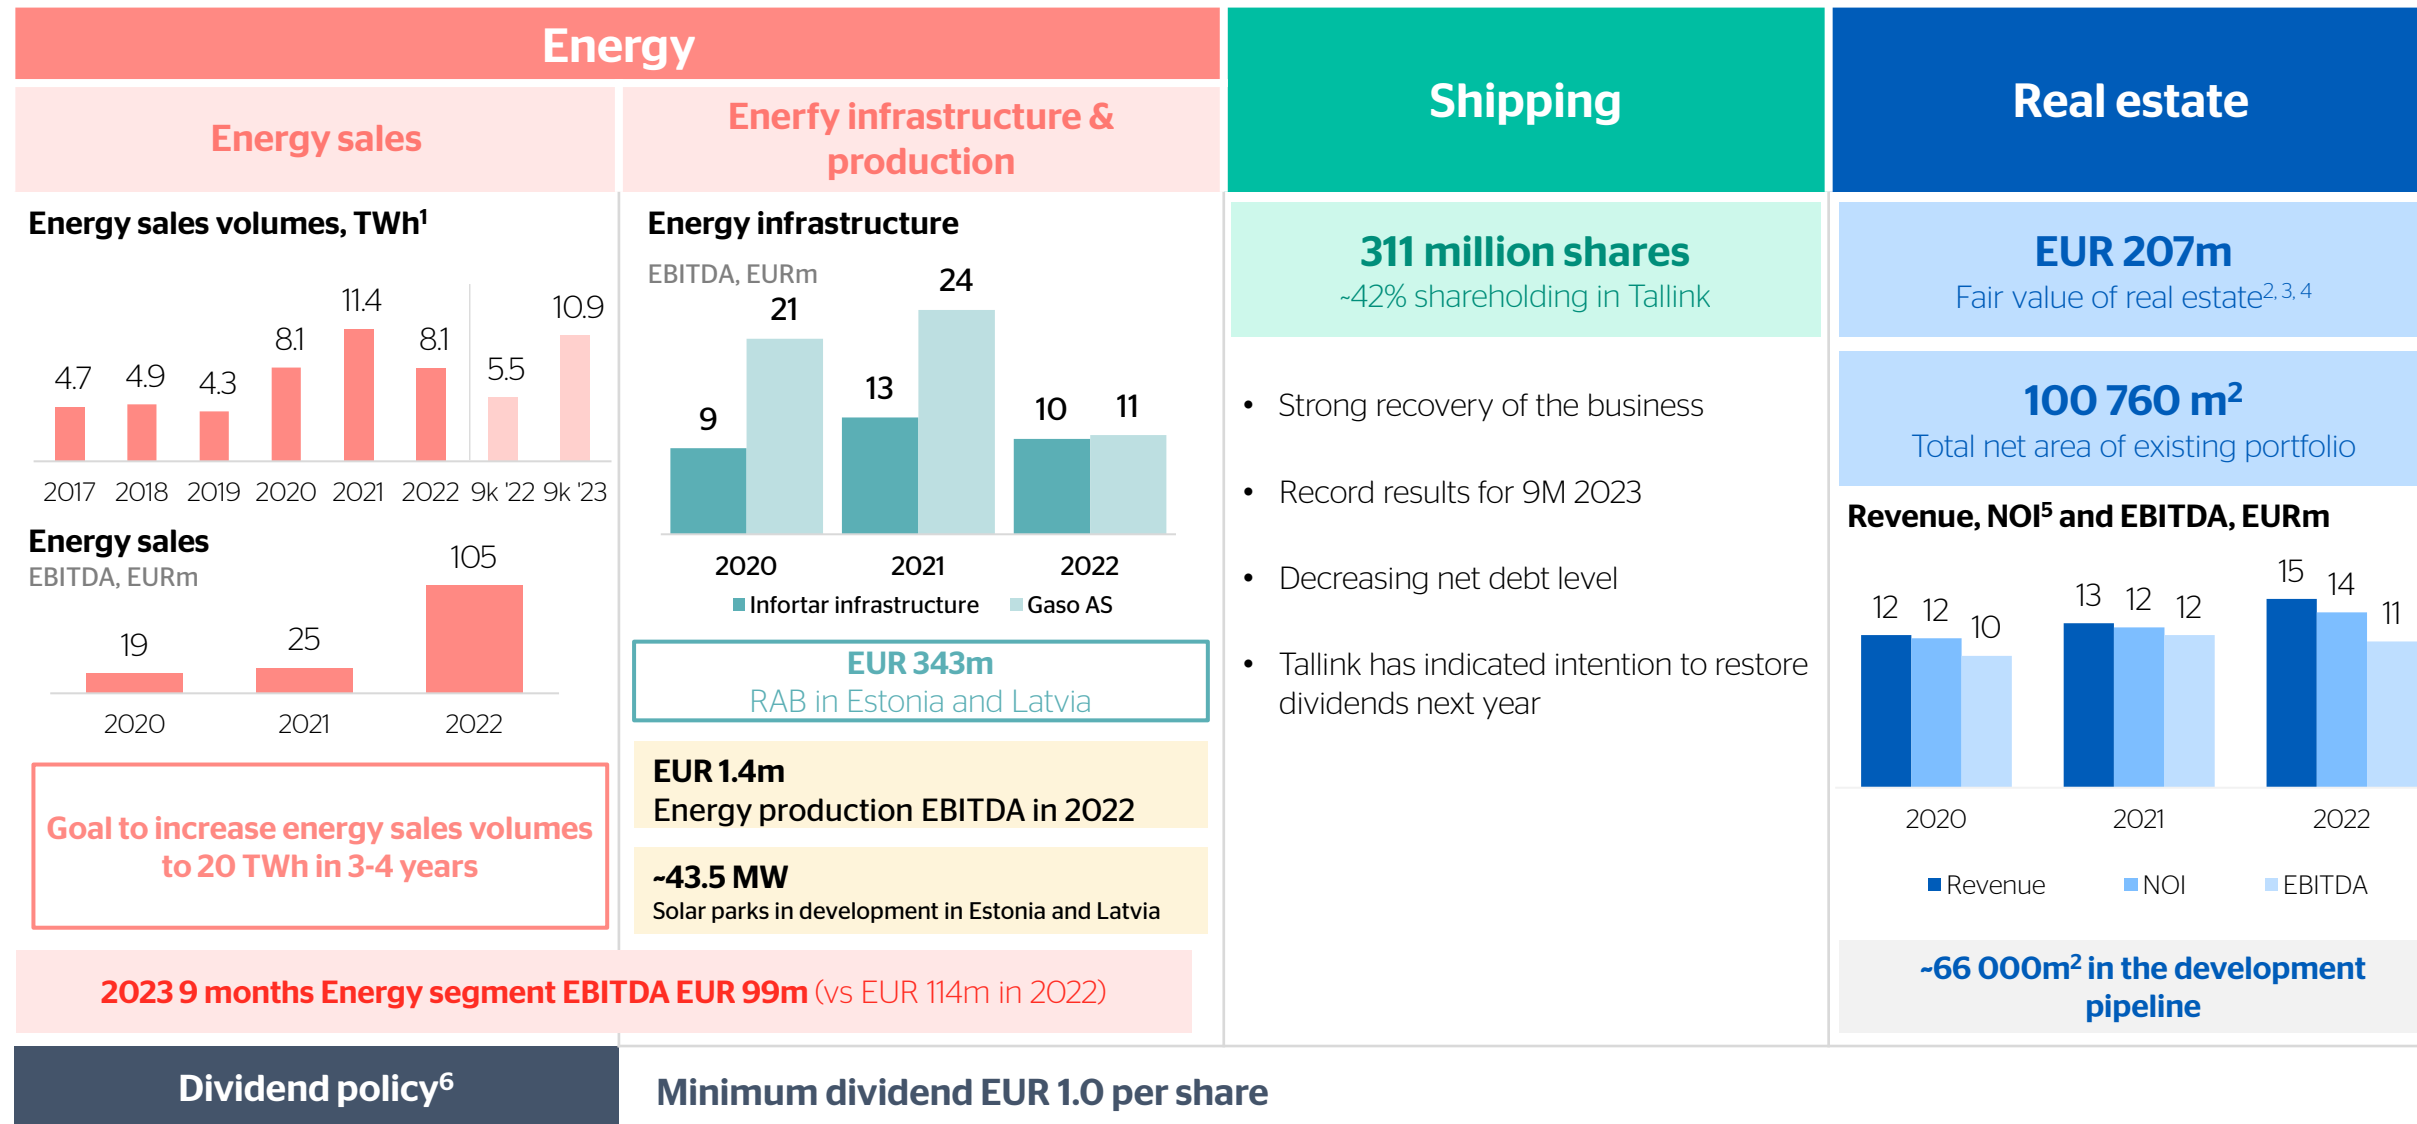 Energy
Shipping
Real estate
Energy sales
Enerfy infrastructure &
production
Energy sales volumes, TWh¹
4.7
4.9
4.3
8.1
11.4
8.1
5.5
10.9
2017 2018 2019 2020 2021 2022 9k '22 9k '23
Energy sales
EBITDA, EURm
19
25
105
2020 2021 2022
Goal to increase energy sales volumes
to 20 TWh in 3-4 years
Energy infrastructure
EBITDA, EURm
9
21
13
24
10
11
2020 2021 2022
Infortar infrastructure Gaso AS
EUR 343m
RAB in Estonia and Latvia
EUR 1.4m
Energy production EBITDA in 2022
~43.5 MW
Solar parks in development in Estonia and Latvia
2023 9 months Energy segment EBITDA EUR 99m (vs EUR 114m in 2022)
311 million shares
~42% shareholding in Tallink
• Strong recovery of the business
• Record results for 9M 2023
• Decreasing net debt level
• Tallink has indicated intention to restore
dividends next year
EUR 207m
Fair value of real estate²,³,⁴
100 760 m²
Total net area of existing portfolio
Revenue, NOI⁵ and EBITDA, EURm
12 12 10
13 12 12
15 14 11
2020 2021 2022
Revenue NOI EBITDA
~66 000m² in the development
pipeline
Dividend policy⁶
Minimum dividend EUR 1.0 per share